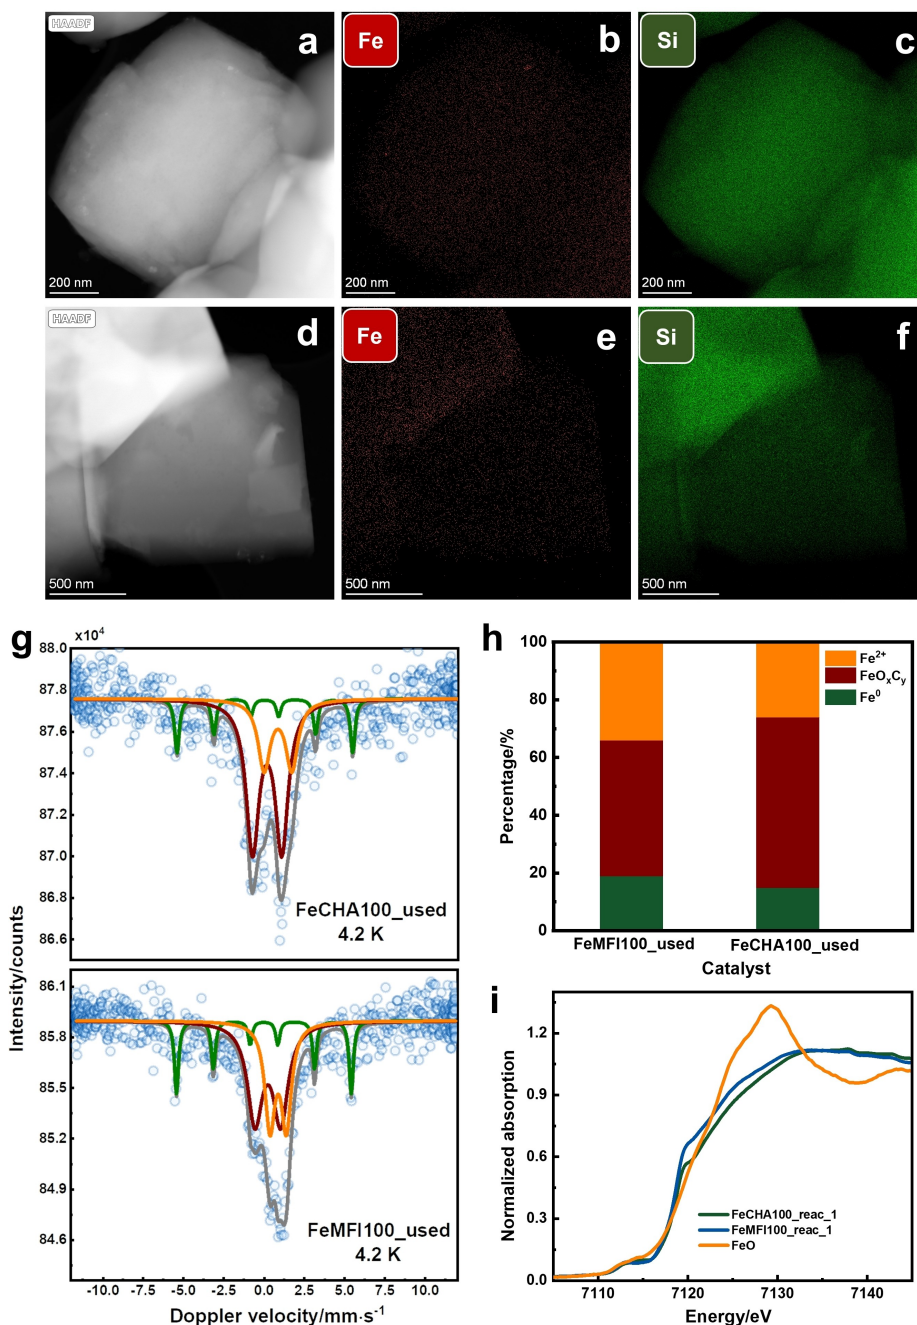 HAADF
a
Fe
b
Si
c
200 nm
200 nm
200 nm
HAADF
d
Fe
e
Si
f
500 nm
500 nm
500 nm
g
x10⁴
88.0
87.8
87.6
87.4
87.2
87.0
86.8
86.6
FeCHA100_used
4.2 K
86.1
85.8
85.5
85.2
84.9
84.6
FeMFI100_used
4.2 K
-10.0 -7.5 -5.0 -2.5 0.0 2.5 5.0 7.5 10.0
Doppler velocity/mm·s⁻¹
Intensity/counts
h
100
80
60
40
20
0
Percentage/%
Fe²⁺
FeOₓCᵧ
Fe⁰
FeMFI100_used FeCHA100_used
Catalyst
i
1.2
0.9
0.6
0.3
0.0
Normalized absorption
FeCHA100_reac_1
FeMFI100_reac_1
FeO
7110 7120 7130 7140
Energy/eV